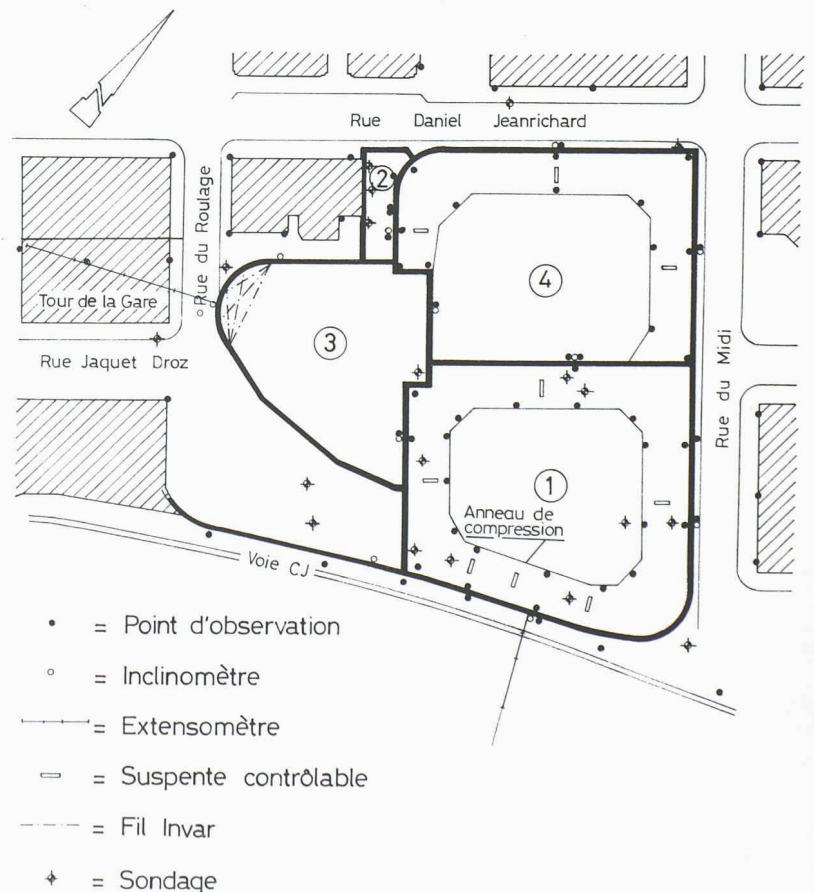 Rue Daniel Jeanrichard
Rue du Roulage
2
4
Tour de la Gare
3
Rue Jaquet Droz
Rue du Midi
1
Anneau de
compression
Voie CJ
= Point d'observation
= Inclinomètre
= Extensomètre
= Suspente contrôlable
= Fil Invar
= Sondage